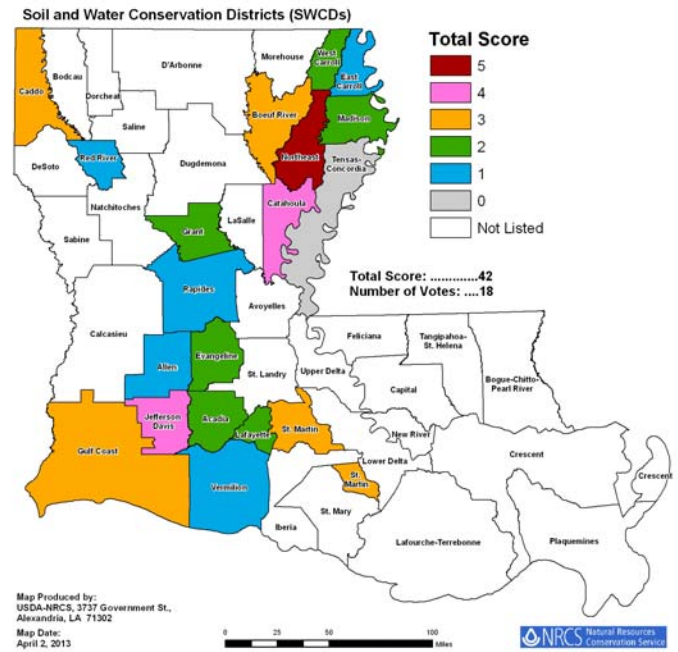 Soil and Water Conservation Districts (SWCDs)
Total Score
5
4
3
2
1
0
Not Listed
Total Score: .............42
Number of Votes: ....18
Caddo
Bodcau
Dorcheat
D'Arbonne
Morehouse
West
Carroll
East
Carroll
Boeuf River
Madison
Saline
DeSoto
Red River
Dugdemona
Northeast
Tensas-
Concordia
Natchitoches
Catahoula
LaSalle
Sabine
Grant
Rapides
Avoyelles
Calcasieu
Feliciana
Tangipahoa-
St. Helena
Allen
Evangeline
St. Landry
Upper Delta
Capital
Bogue-Chitto-
Pearl River
Jefferson
Davis
Acadia
Lafayette
St. Martin
New River
Gulf Coast
Lower Delta
Crescent
Crescent
St.
Martin
Vermilion
Iberia
St. Mary
Lafourche-Terrebonne
Plaquemines
Map Produced by:
USDA-NRCS, 3737 Government St.,
Alexandria, LA 71302
Map Date:
April 2, 2013
0 10 25 50 100
Miles
NRCS Natural Resources
Conservation Service